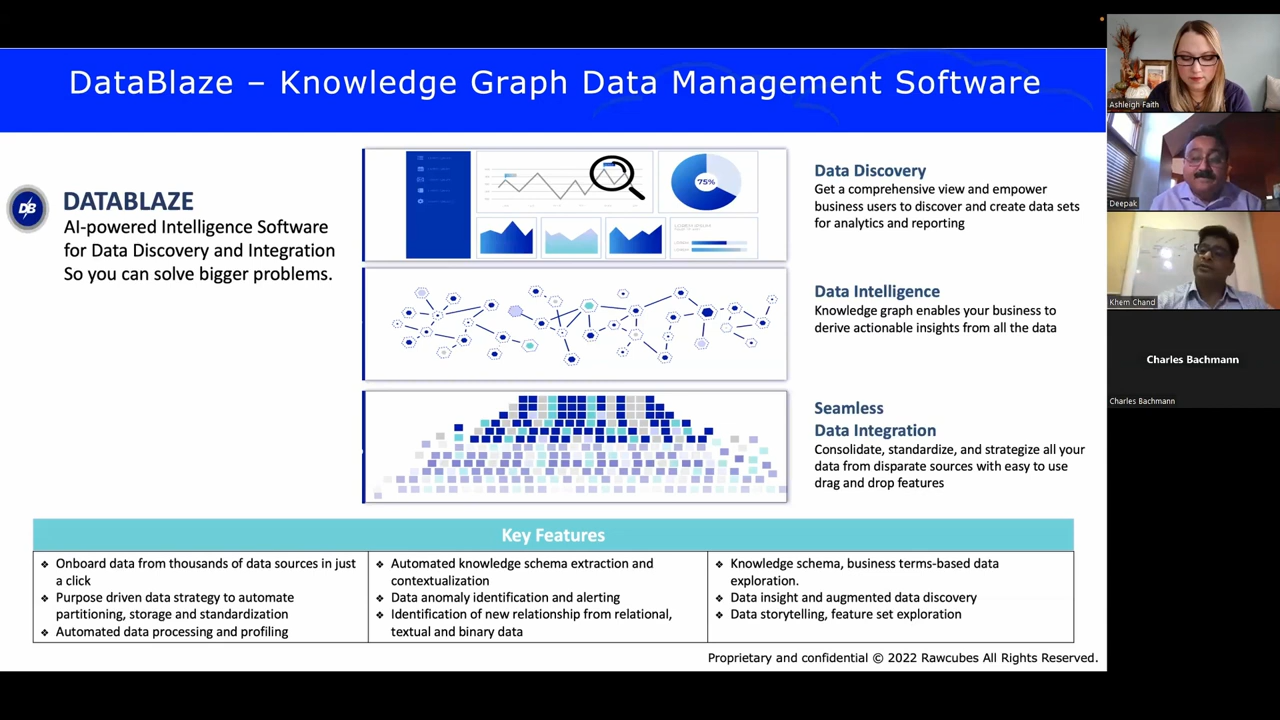 DataBlaze – Knowledge Graph Data Management Software
DATABLAZE
AI-powered Intelligence Software
for Data Discovery and Integration
So you can solve bigger problems.
75%
Data Discovery
Get a comprehensive view and empower
business users to discover and create data sets
for analytics and reporting
Data Intelligence
Knowledge graph enables your business to
derive actionable insights from all the data
Seamless
Data Integration
Consolidate, standardize, and strategize all your
data from disparate sources with easy to use
drag and drop features
Key Features
❖ Onboard data from thousands of data sources in just
a click
❖ Purpose driven data strategy to automate
partitioning, storage and standardization
❖ Automated data processing and profiling
❖ Automated knowledge schema extraction and
contextualization
❖ Data anomaly identification and alerting
❖ Identification of new relationship from relational,
textual and binary data
❖ Knowledge schema, business terms-based data
exploration.
❖ Data insight and augmented data discovery
❖ Data storytelling, feature set exploration
Proprietary and confidential © 2022 Rawcubes All Rights Reserved.
Ashleigh Faith
Deepak
Khem Chand
Charles Bachmann
Charles Bachmann